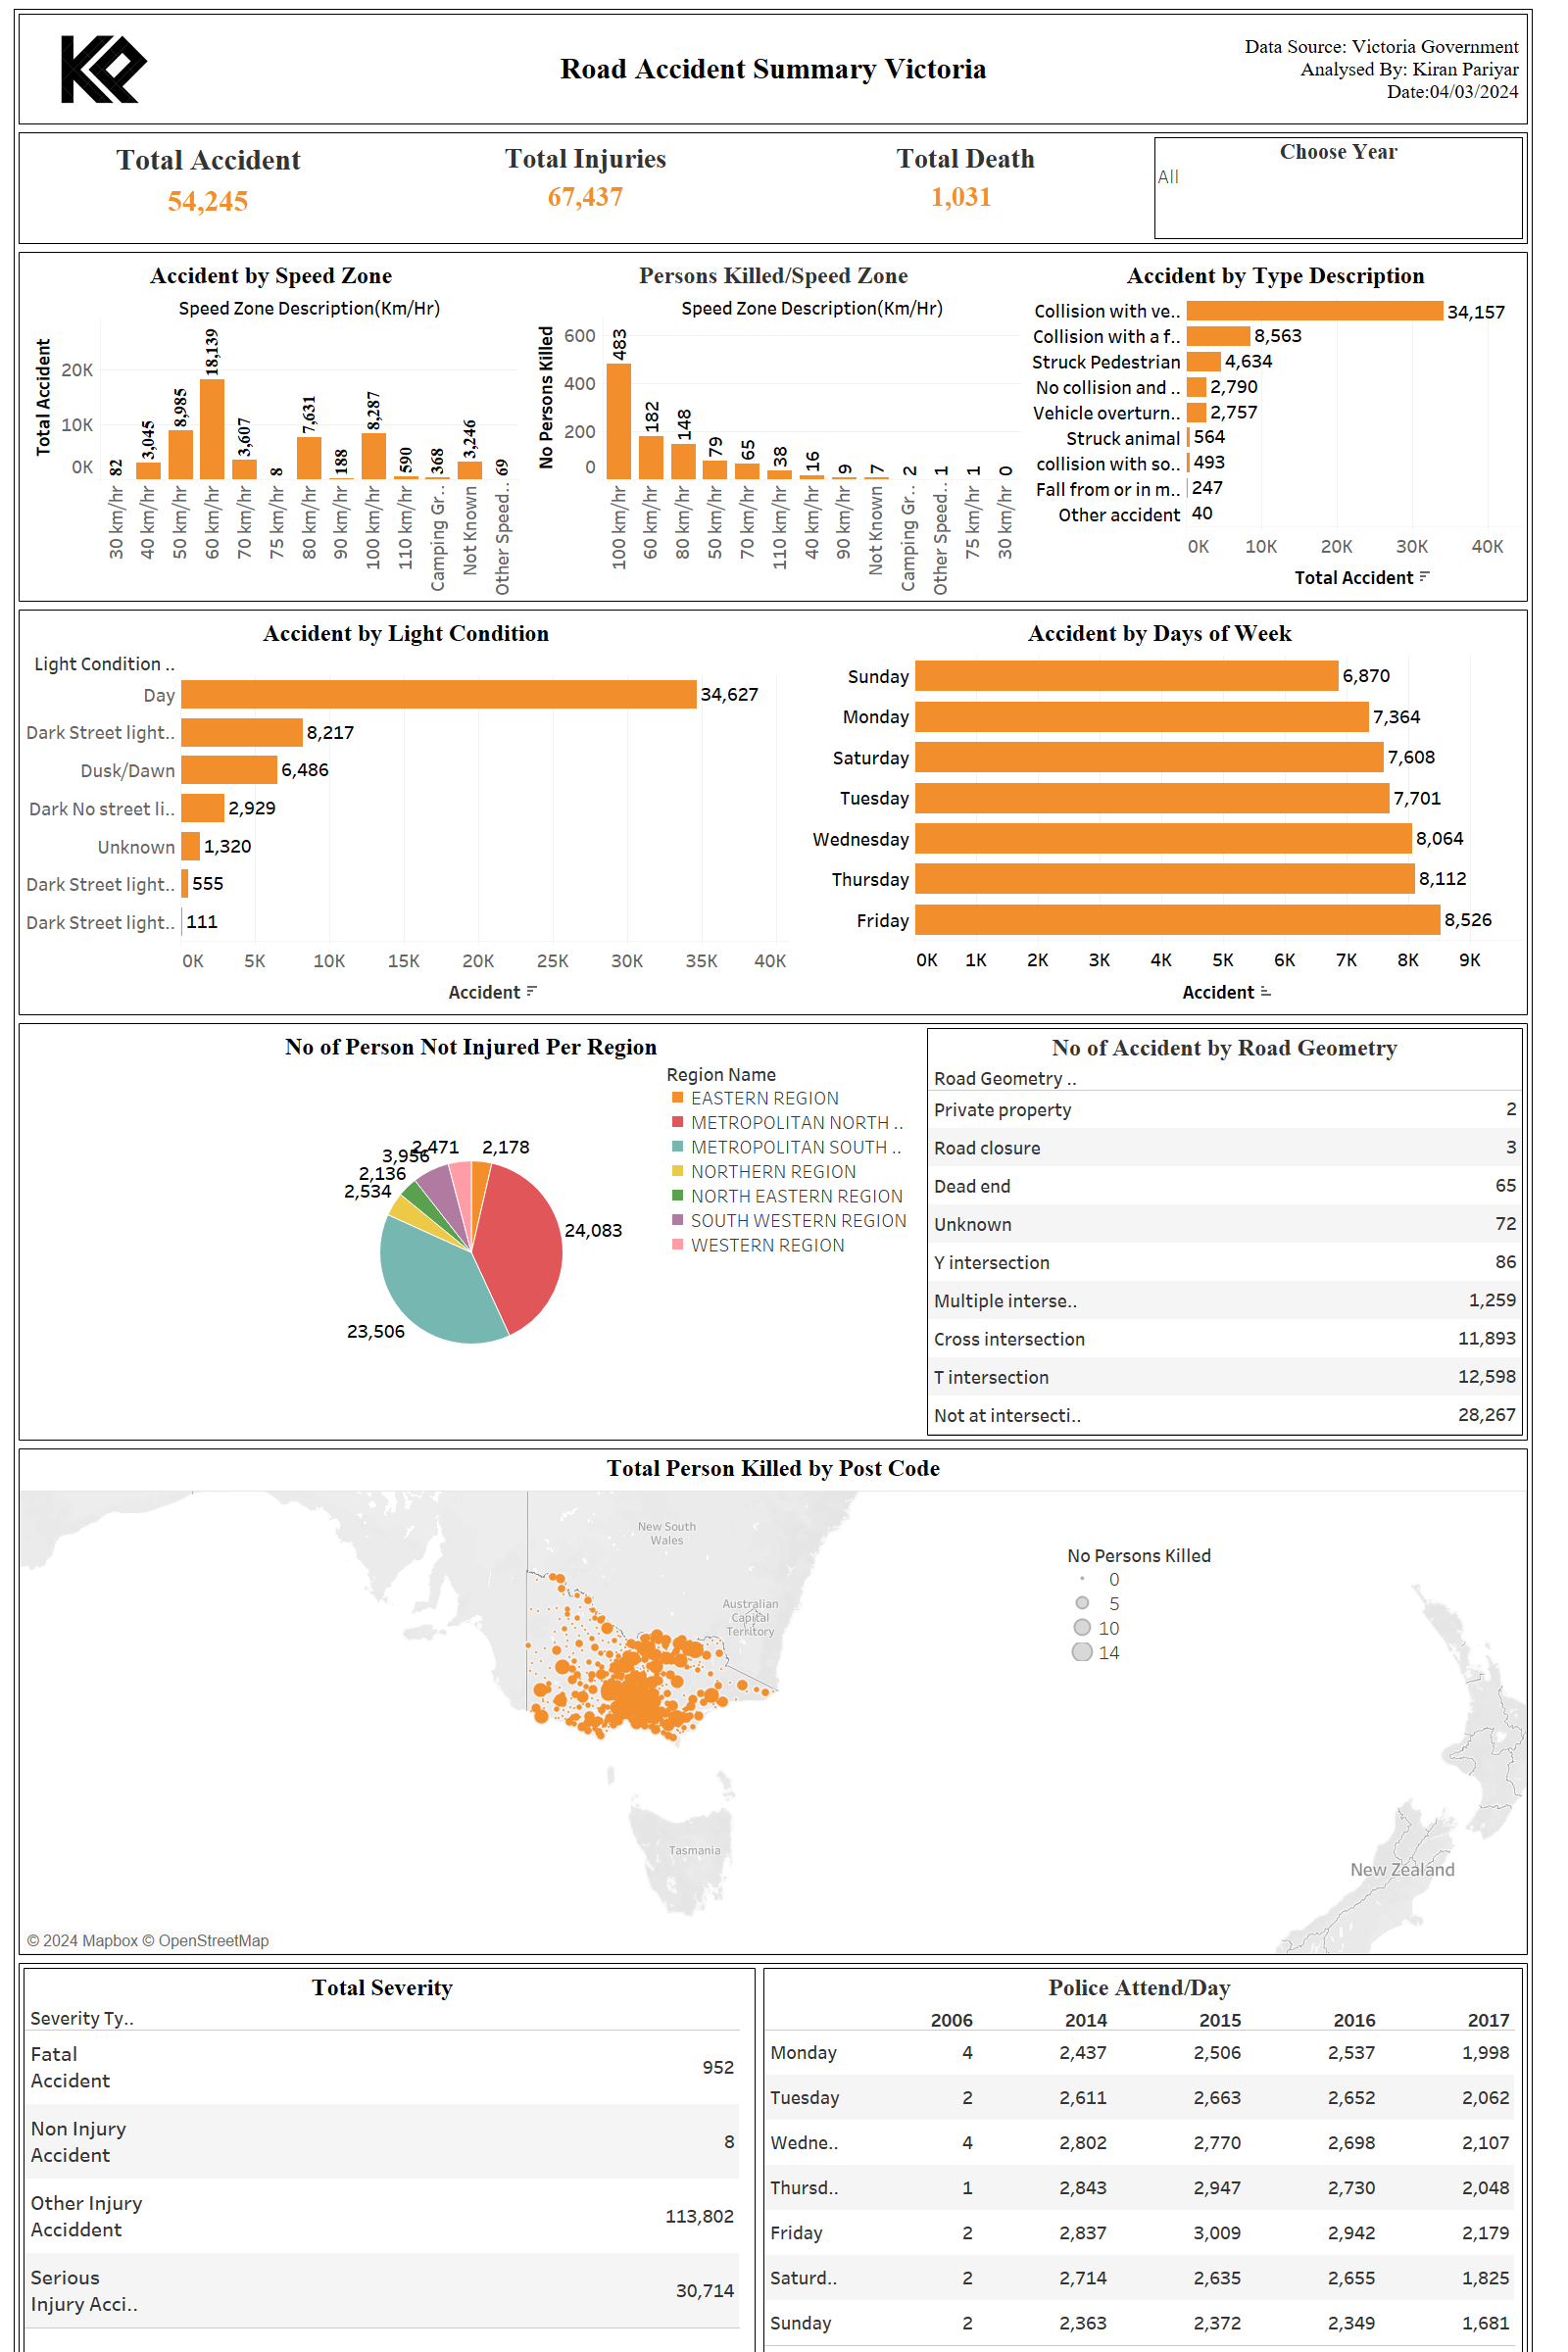 KP
Road Accident Summary Victoria
Data Source: Victoria Government
Analysed By: Kiran Pariyar
Date:04/03/2024
Total Accident
54,245
Total Injuries
67,437
Total Death
1,031
Choose Year
All
Accident by Speed Zone
Speed Zone Description(Km/Hr)
Total Accident
20K
10K
0K
82
3,045
8,985
18,139
3,607
8
7,631
188
8,287
590
368
3,246
69
30 km/hr
40 km/hr
50 km/hr
60 km/hr
70 km/hr
75 km/hr
80 km/hr
90 km/hr
100 km/hr
110 km/hr
Camping Gr..
Not Known
Other Speed..
Persons Killed/Speed Zone
Speed Zone Description(Km/Hr)
No Persons Killed
600
400
200
0
483
182
148
79
65
38
16
9
7
2
1
1
0
100 km/hr
60 km/hr
80 km/hr
50 km/hr
70 km/hr
110 km/hr
40 km/hr
90 km/hr
Not Known
Camping Gr..
Other Speed..
75 km/hr
30 km/hr
Accident by Type Description
Collision with ve.. 34,157
Collision with a f.. 8,563
Struck Pedestrian 4,634
No collision and .. 2,790
Vehicle overturn.. 2,757
Struck animal 564
collision with so.. 493
Fall from or in m.. 247
Other accident 40
0K 10K 20K 30K 40K
Total Accident
Accident by Light Condition
Light Condition ..
Day 34,627
Dark Street light.. 8,217
Dusk/Dawn 6,486
Dark No street li.. 2,929
Unknown 1,320
Dark Street light.. 555
Dark Street light.. 111
0K 5K 10K 15K 20K 25K 30K 35K 40K
Accident
Accident by Days of Week
Sunday 6,870
Monday 7,364
Saturday 7,608
Tuesday 7,701
Wednesday 8,064
Thursday 8,112
Friday 8,526
0K 1K 2K 3K 4K 5K 6K 7K 8K 9K
Accident
No of Person Not Injured Per Region
2,471
2,178
3,956
2,136
2,534
24,083
23,506
Region Name
EASTERN REGION
METROPOLITAN NORTH ..
METROPOLITAN SOUTH ..
NORTHERN REGION
NORTH EASTERN REGION
SOUTH WESTERN REGION
WESTERN REGION
No of Accident by Road Geometry
Road Geometry ..
Private property 2
Road closure 3
Dead end 65
Unknown 72
Y intersection 86
Multiple interse.. 1,259
Cross intersection 11,893
T intersection 12,598
Not at intersecti.. 28,267
Total Person Killed by Post Code
New South
Wales
Australian
Capital
Territory
Tasmania
New Zealand
No Persons Killed
0
5
10
14
© 2024 Mapbox © OpenStreetMap
Total Severity
Severity Ty..
Fatal
Accident 952
Non Injury
Accident 8
Other Injury
Acciddent 113,802
Serious
Injury Acci.. 30,714
Police Attend/Day
2006 2014 2015 2016 2017
Monday 4 2,437 2,506 2,537 1,998
Tuesday 2 2,611 2,663 2,652 2,062
Wedne.. 4 2,802 2,770 2,698 2,107
Thursd.. 1 2,843 2,947 2,730 2,048
Friday 2 2,837 3,009 2,942 2,179
Saturd.. 2 2,714 2,635 2,655 1,825
Sunday 2 2,363 2,372 2,349 1,681